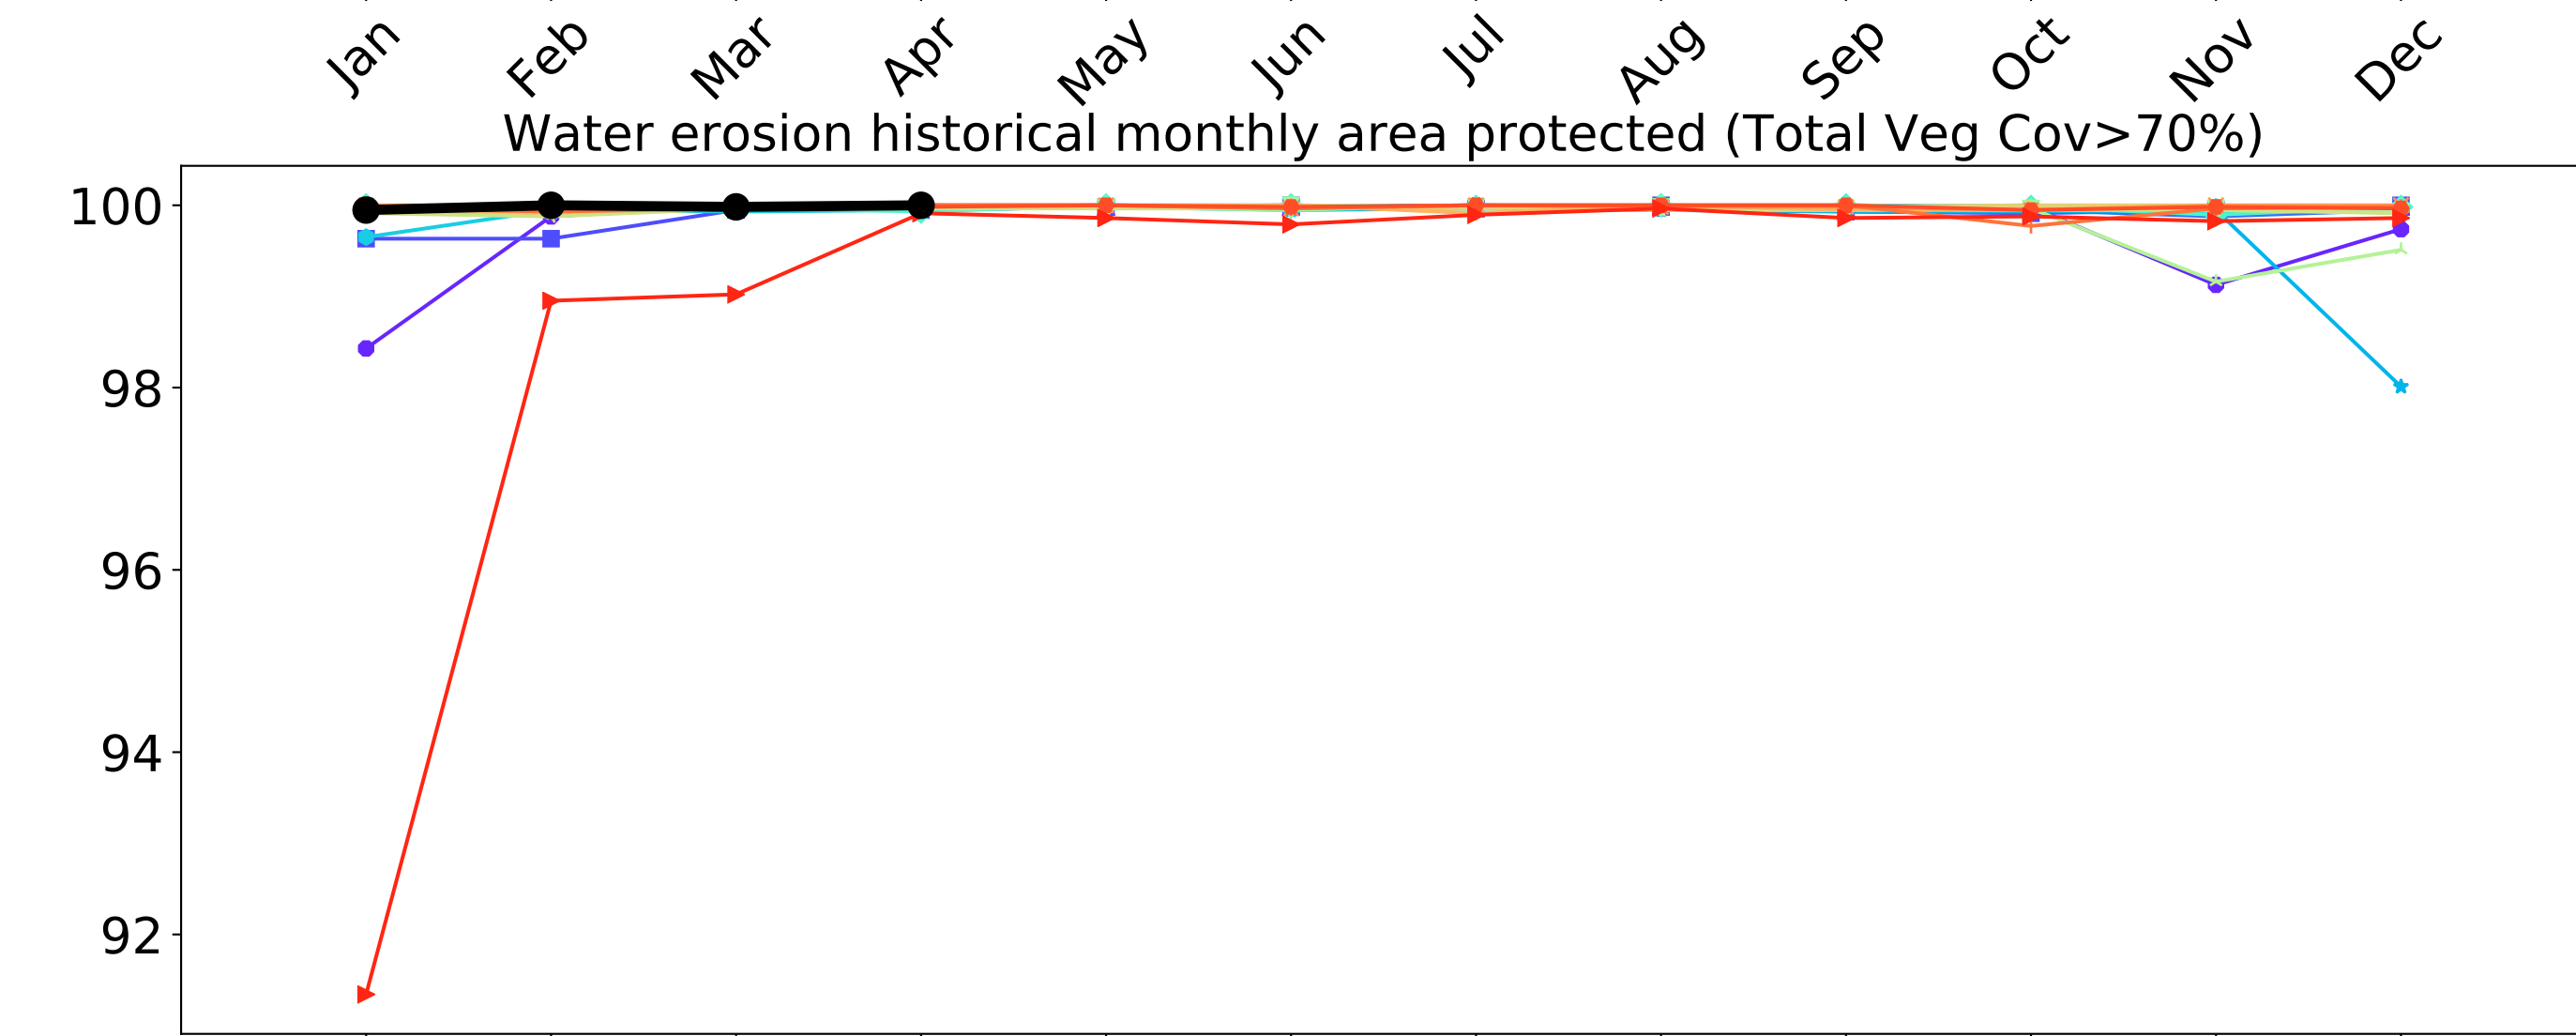 Jan Feb Mar Apr May Jun Jul Aug Sep Oct Nov Dec
Water erosion historical monthly area protected (Total Veg Cov>70%)
100
98
96
94
92